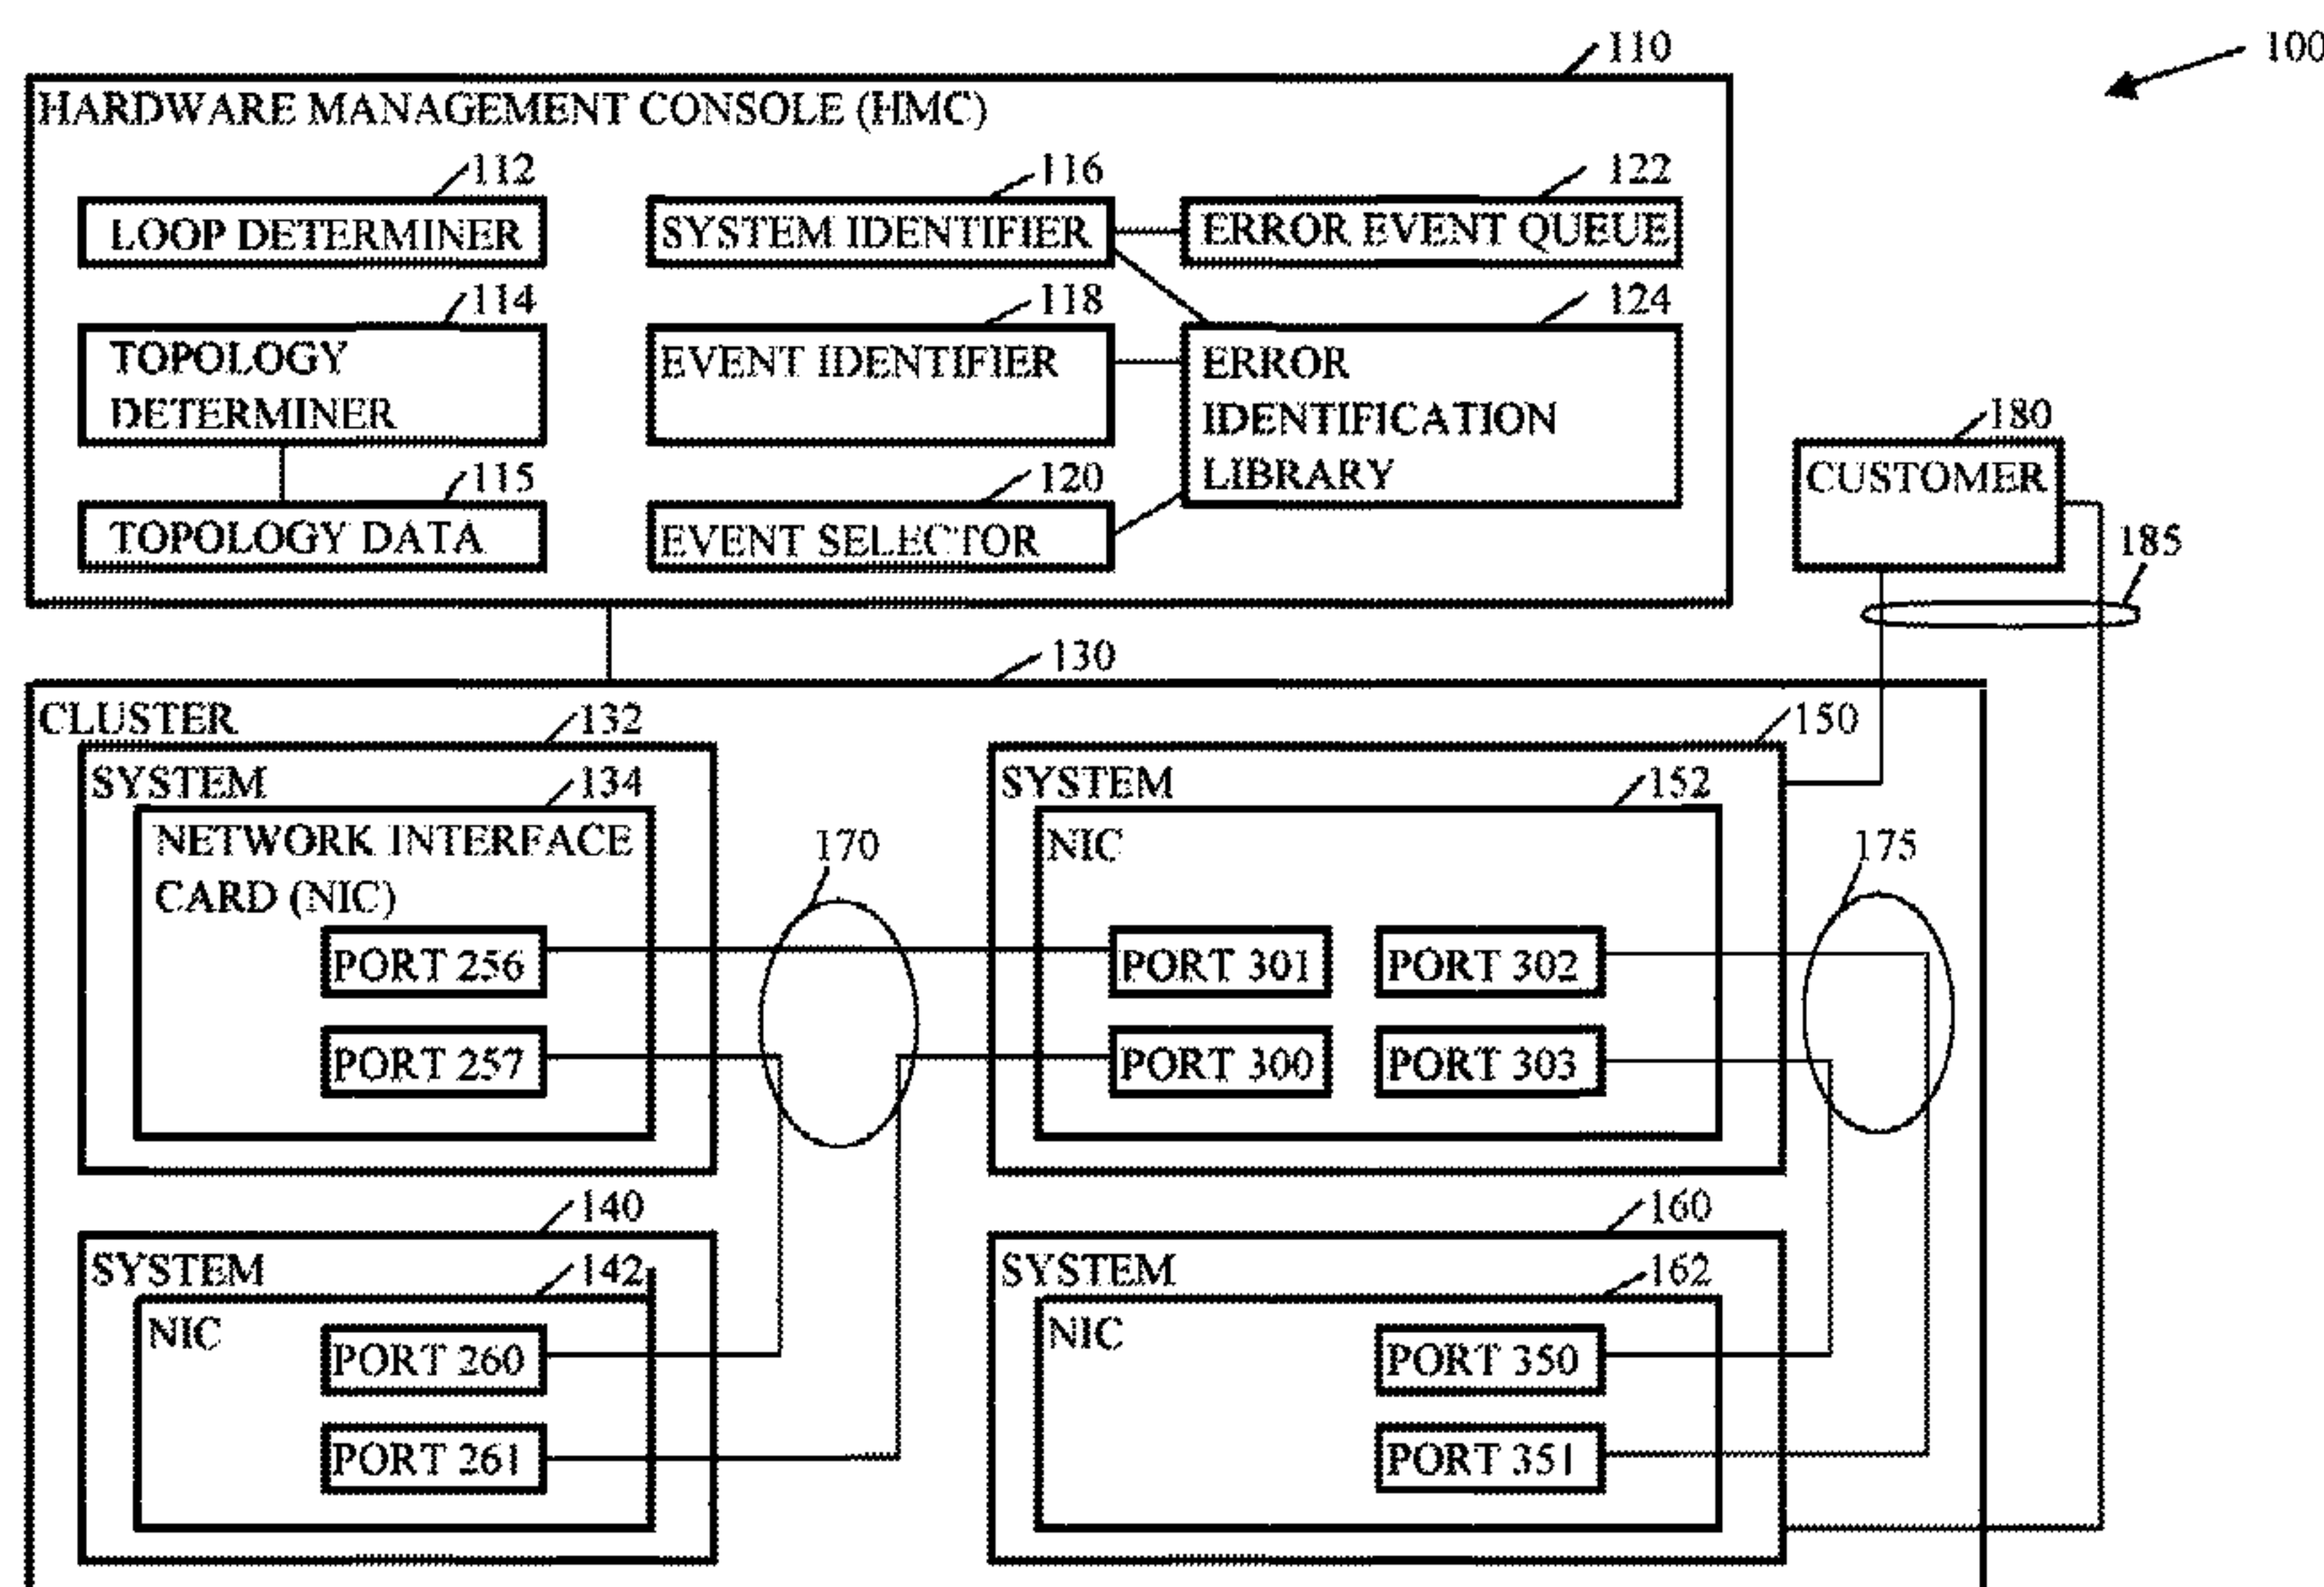 110
100
HARDWARE MANAGEMENT CONSOLE (HMC)
112
116
122
LOOP DETERMINER
SYSTEM IDENTIFIER
ERROR EVENT QUEUE
114
118
124
TOPOLOGY
DETERMINER
EVENT IDENTIFIER
ERROR
IDENTIFICATION
LIBRARY
115
120
TOPOLOGY DATA
EVENT SELECTOR
180
CUSTOMER
185
130
CLUSTER
132
SYSTEM
134
NETWORK INTERFACE
CARD (NIC)
PORT 256
PORT 257
170
150
SYSTEM
152
NIC
PORT 301
PORT 302
PORT 300
PORT 303
175
140
SYSTEM
142
NIC
PORT 260
PORT 261
160
SYSTEM
162
NIC
PORT 350
PORT 351